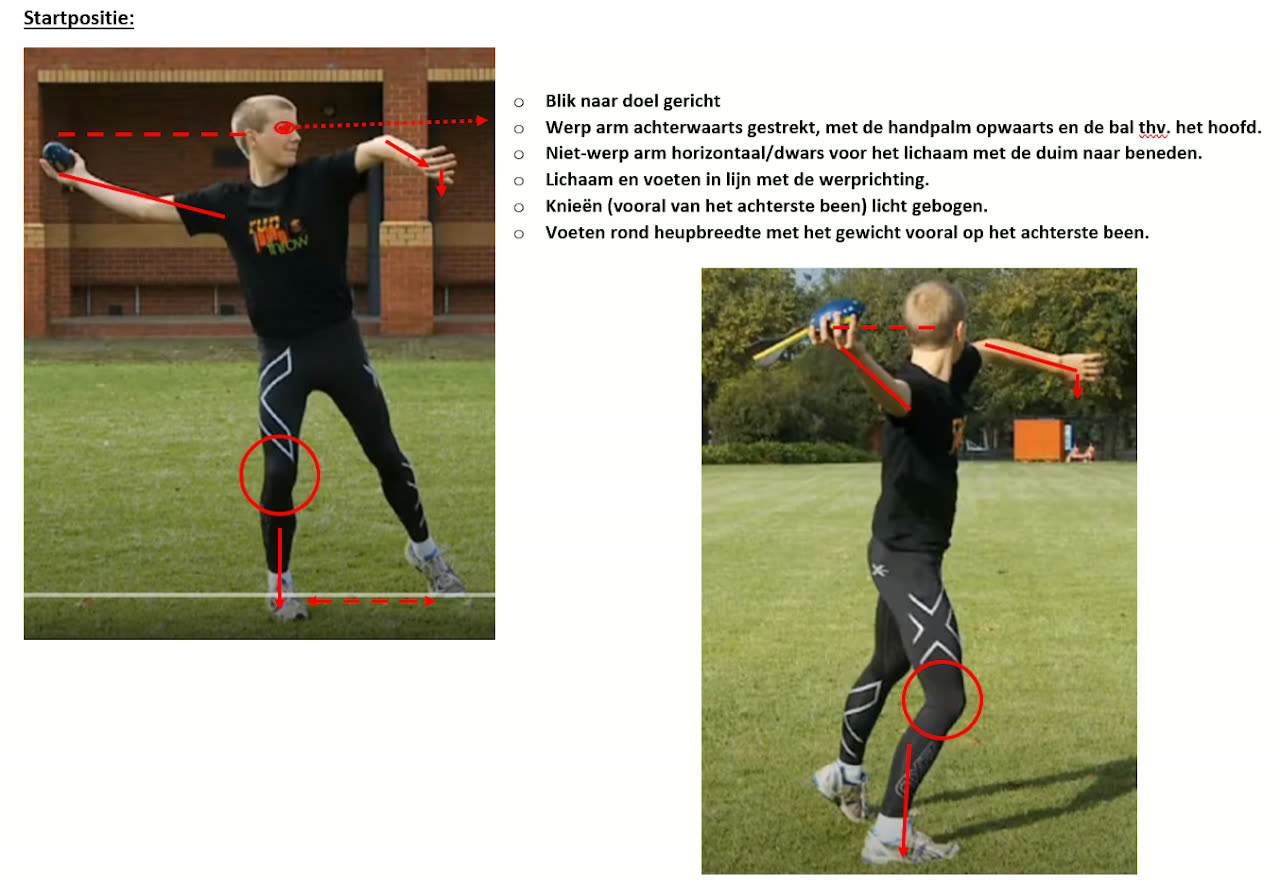 Startpositie:
o Blik naar doel gericht
o Werp arm achterwaarts gestrekt, met de handpalm opwaarts en de bal thv. het hoofd.
o Niet-werp arm horizontaal/dwars voor het lichaam met de duim naar beneden.
o Lichaam en voeten in lijn met de werprichting.
o Knieën (vooral van het achterste been) licht gebogen.
o Voeten rond heupbreedte met het gewicht vooral op het achterste been.
run
throw